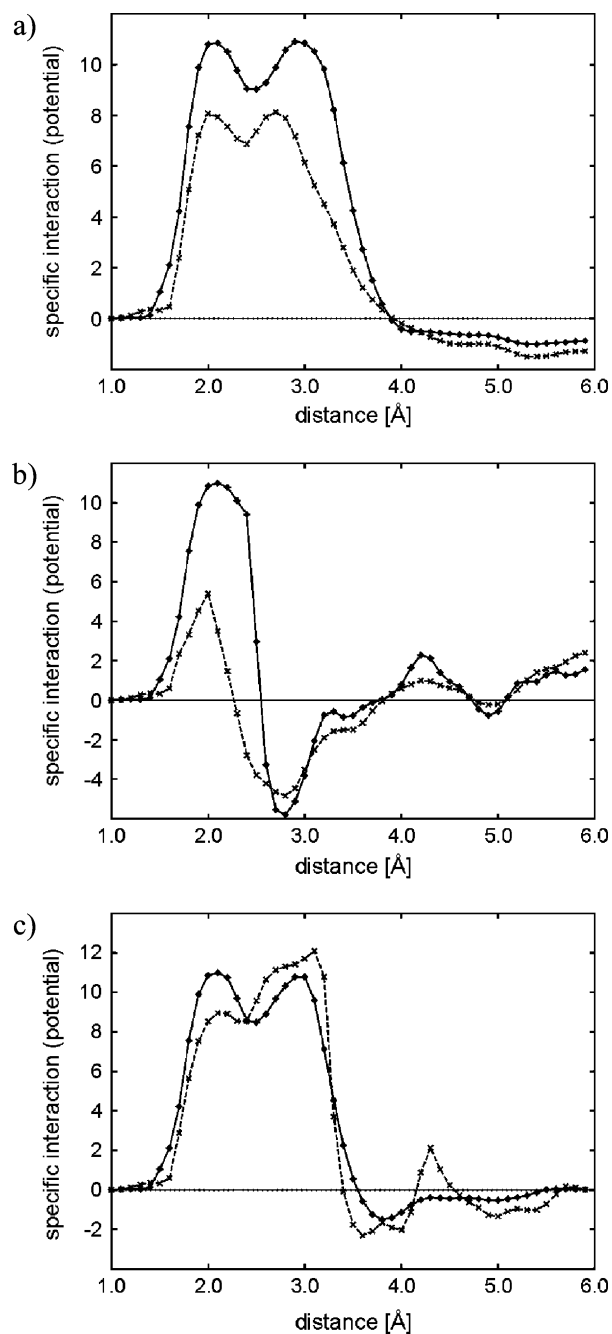 a)
10
8
6
4
2
0
specific interaction (potential)
1.0 2.0 3.0 4.0 5.0 6.0
distance [Å]
b)
10
8
6
4
2
0
-2
-4
specific interaction (potential)
1.0 2.0 3.0 4.0 5.0 6.0
distance [Å]
c)
12
10
8
6
4
2
0
-2
specific interaction (potential)
1.0 2.0 3.0 4.0 5.0 6.0
distance [Å]